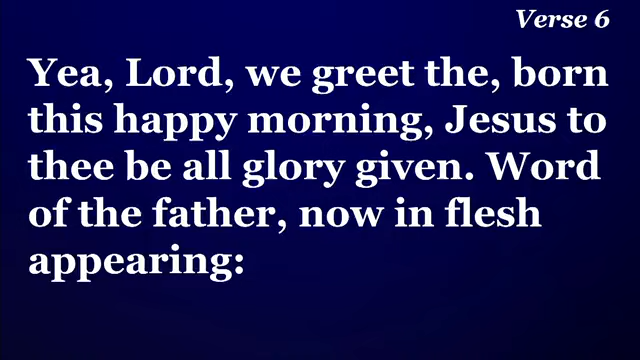 Verse 6
Yea, Lord, we greet the, born
this happy morning, Jesus to
thee be all glory given. Word
of the father, now in flesh
appearing: